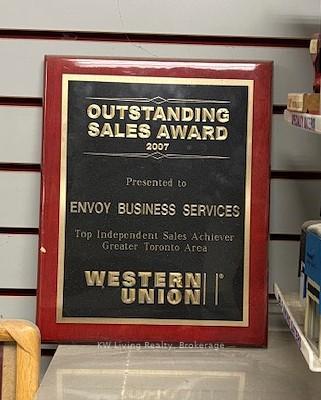 OUTSTANDING
SALES AWARD
2007
Presented to
ENVOY BUSINESS SERVICES
Top Independent Sales Achiever
Greater Toronto Area
WESTERN
UNION ||®
KW Living Realty, Brokerage